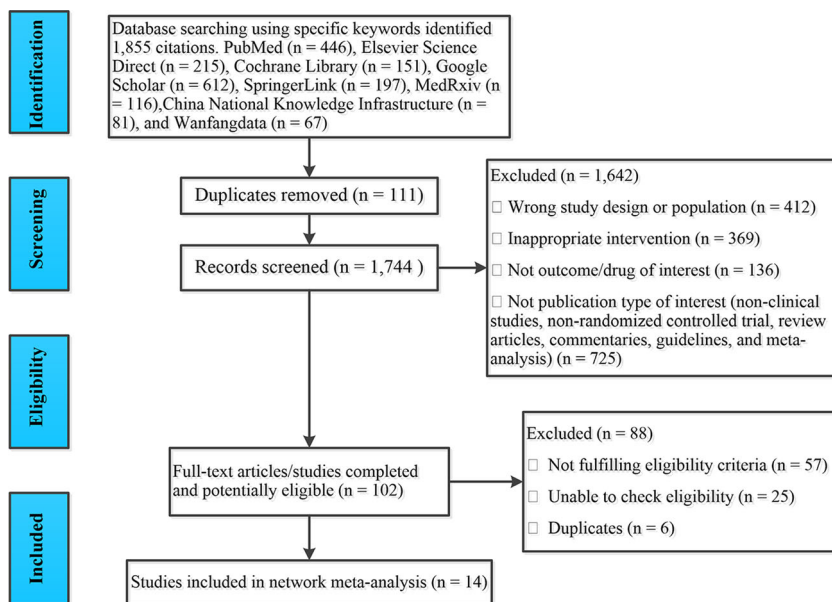 Identification
Database searching using specific keywords identified
1,855 citations. PubMed (n = 446), Elsevier Science
Direct (n = 215), Cochrane Library (n = 151), Google
Scholar (n = 612), SpringerLink (n = 197), MedRxiv (n
= 116),China National Knowledge Infrastructure (n =
81), and Wanfangdata (n = 67)
Screening
Duplicates removed (n = 111)
Records screened (n = 1,744 )
Excluded (n = 1,642)
□ Wrong study design or population (n = 412)
□ Inappropriate intervention (n = 369)
□ Not outcome/drug of interest (n = 136)
□ Not publication type of interest (non-clinical
studies, non-randomized controlled trial, review
articles, commentaries, guidelines, and meta-
analysis) (n = 725)
Eligibility
Full-text articles/studies completed
and potentially eligible (n = 102)
Excluded (n = 88)
□ Not fulfilling eligibility criteria (n = 57)
□ Unable to check eligibility (n = 25)
□ Duplicates (n = 6)
Included
Studies included in network meta-analysis (n = 14)